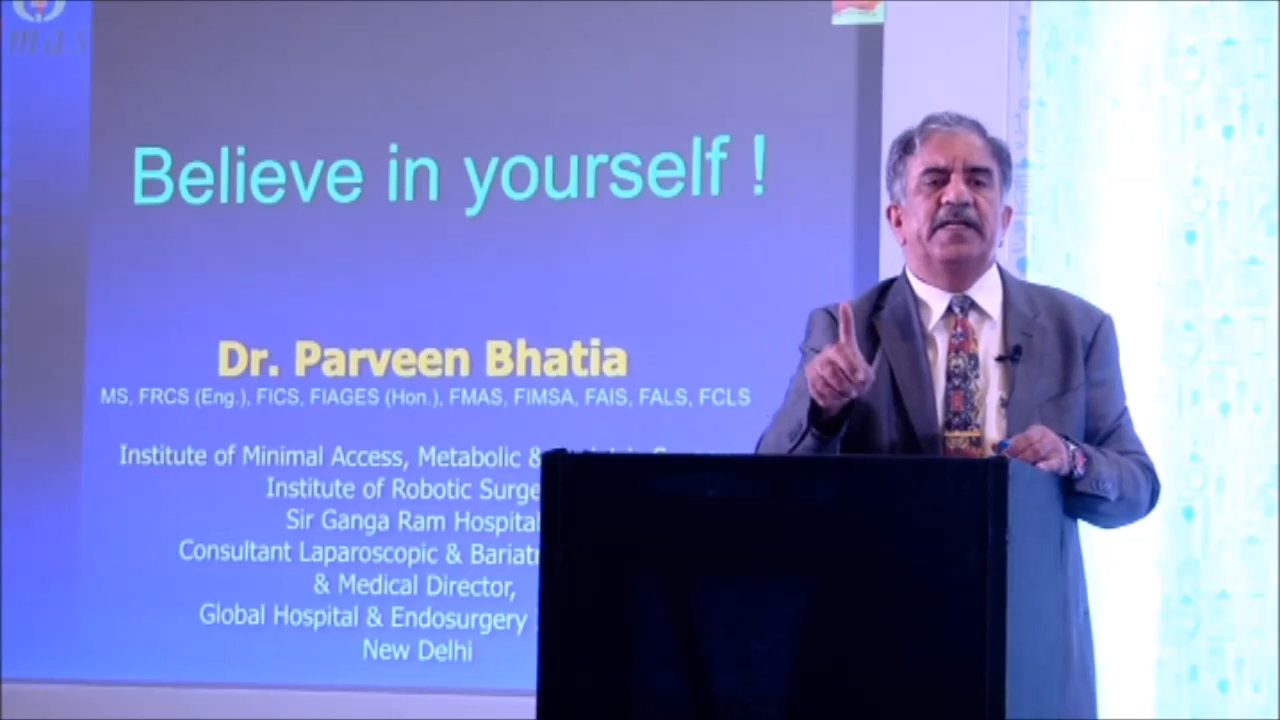 mas
Believe in yourself !
Dr. Parveen Bhatia
MS, FRCS (Eng.), FICS, FIAGES (Hon.), FMAS, FIMSA, FAIS, FALS, FCLS
Institute of Minimal Access, Metabolic &
Institute of Robotic Surge
Sir Ganga Ram Hospital
Consultant Laparoscopic & Bariat
& Medical Director,
Global Hospital & Endosurgery
New Delhi